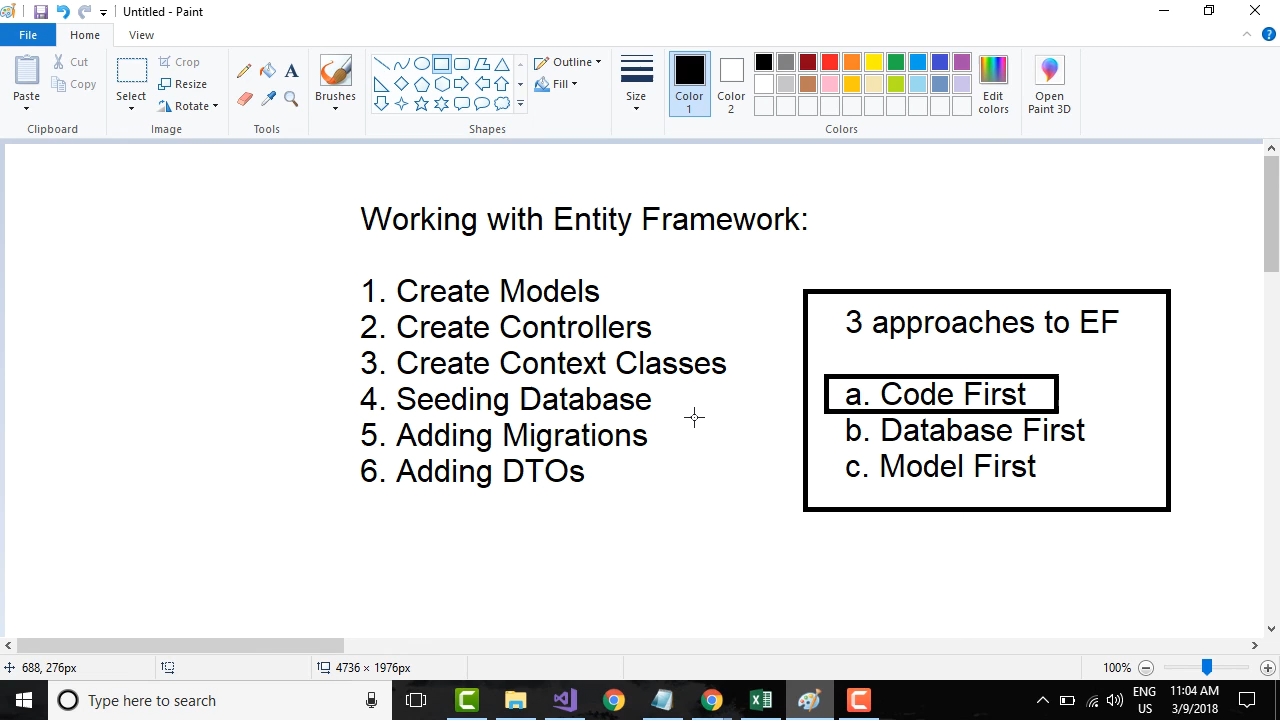 Untitled - Paint
File Home View
Paste
Cut
Copy
Clipboard
Select
Crop
Resize
Rotate
Image
Tools
Brushes
Shapes
Outline
Fill
Size
Color 1
Color 2
Colors
Edit colors
Open Paint 3D
Working with Entity Framework:
1. Create Models
2. Create Controllers
3. Create Context Classes
4. Seeding Database
5. Adding Migrations
6. Adding DTOs
3 approaches to EF
a. Code First
b. Database First
c. Model First
688, 276px
4736 × 1976px
100%
Type here to search
ENG
US
11:04 AM
3/9/2018